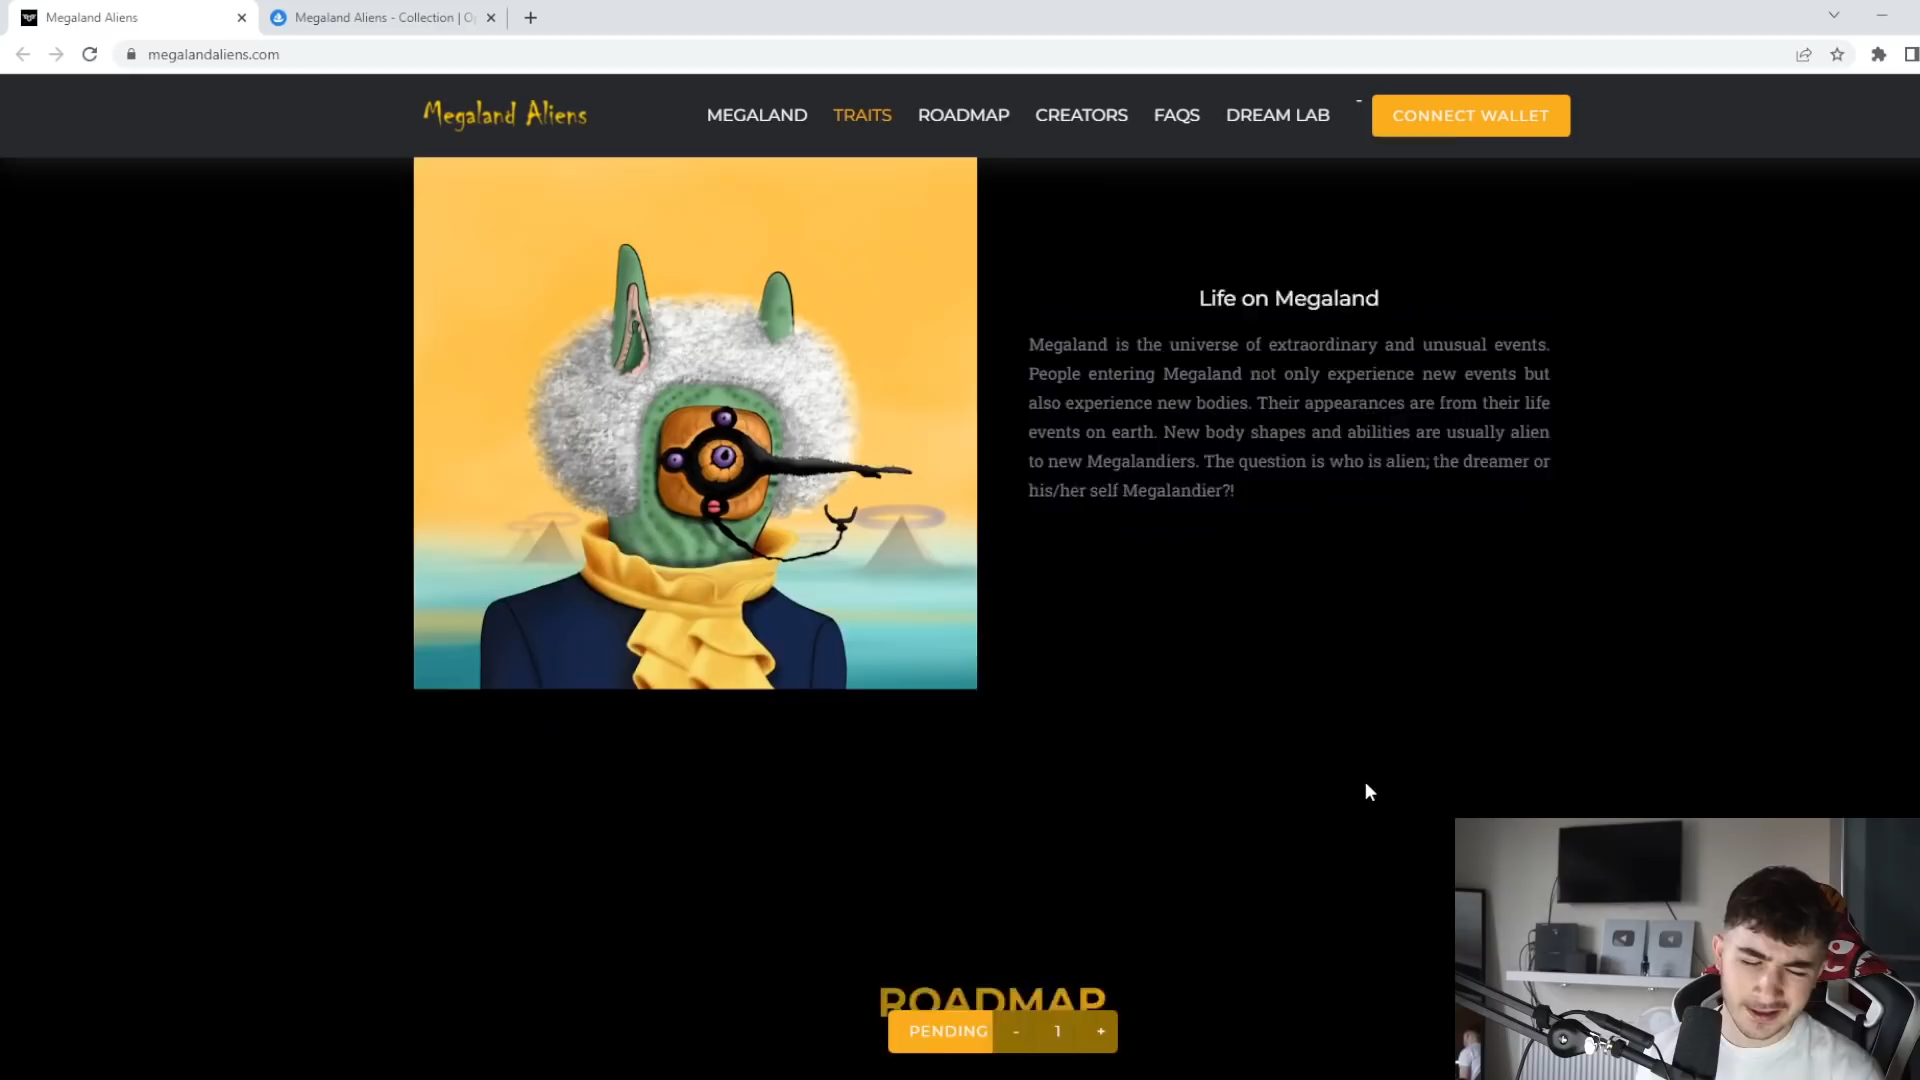 Megaland Aliens
Megaland Aliens - Collection | O
megalandaliens.com
Megaland Aliens
MEGALAND
TRAITS
ROADMAP
CREATORS
FAQS
DREAM LAB
-
CONNECT WALLET
Life on Megaland
Megaland is the universe of extraordinary and unusual events.
People entering Megaland not only experience new events but
also experience new bodies. Their appearances are from their life
events on earth. New body shapes and abilities are usually alien
to new Megalandiers. The question is who is alien; the dreamer or
his/her self Megalandier?!
ROADMAP
PENDING - 1 +